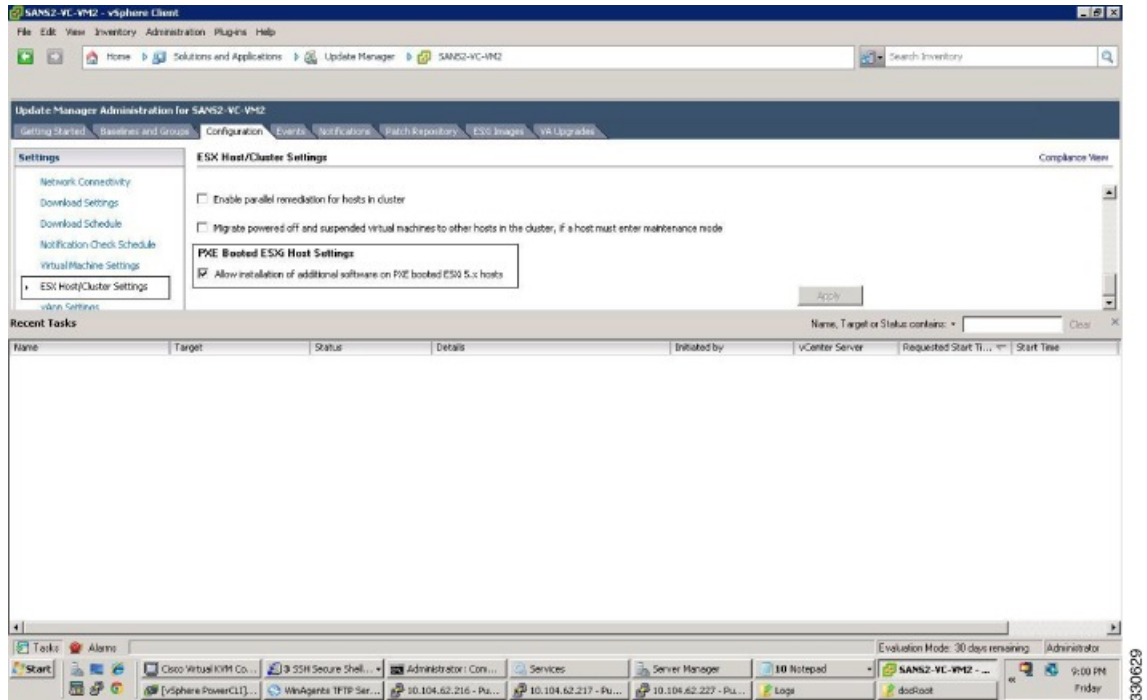 SANS2-VC-VM2 - vSphere Client
File Edit View Inventory Administration Plug-ins Help
Home Solutions and Applications Update Manager SANS2-VC-VM2 Search Inventory
Update Manager Administration for SANS2-VC-VM2
Getting Started Baselines and Groups Configuration Events Notifications Patch Repository ESXi Images VA Upgrades
Settings
ESX Host/Cluster Settings
Compliance View
Network Connectivity
Download Settings
Enable parallel remediation for hosts in cluster
Download Schedule
Migrate powered off and suspended virtual machines to other hosts in the cluster, if a host must enter maintenance mode
Notification Check Schedule
PXE Booted ESXi Host Settings
Virtual Machine Settings
Allow installation of additional software on PXE booted ESXi 5.x hosts
ESX Host/Cluster Settings
Apply
vApp Settings
Recent Tasks
Name, Target or Status contains: Clear
Name Target Status Details Initiated by vCenter Server Requested Start Ti... Start Time
Tasks Alarms
Evaluation Mode: 30 days remaining Administrator
Start Cisco Virtual KVM Co... 3 SSH Secure Shell... Administrator: Com... Services Server Manager 10 Notepad SANS2-VC-VM2 - ... 9:00 PM
[vSphere PowerCLI]... WinAgents TFTP Ser... 10.104.62.216 - Pu... 10.104.62.217 - Pu... 10.104.62.227 - Pu... Logs docRoot Friday